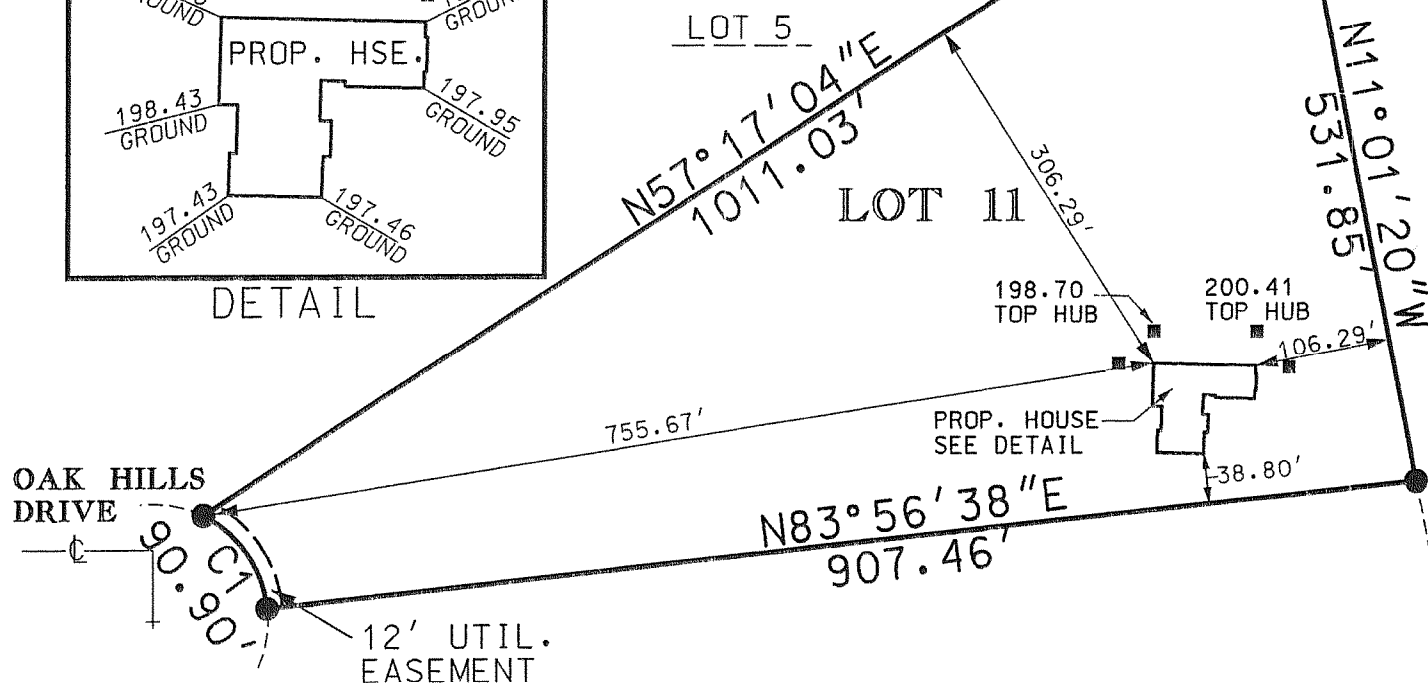 GROUND
GROUND
PROP. HSE.
198.43
GROUND
197.95
GROUND
197.43
GROUND
197.46
GROUND
DETAIL
LOT 5
N57°17'04"E
1011.03'
LOT 11
306.29'
N11°01'20"W
531.85'
198.70
TOP HUB
200.41
TOP HUB
106.29'
755.67'
PROP. HOUSE
SEE DETAIL
38.80'
OAK HILLS
DRIVE
℄
C1
90.90'
N83°56'38"E
907.46'
12' UTIL.
EASEMENT